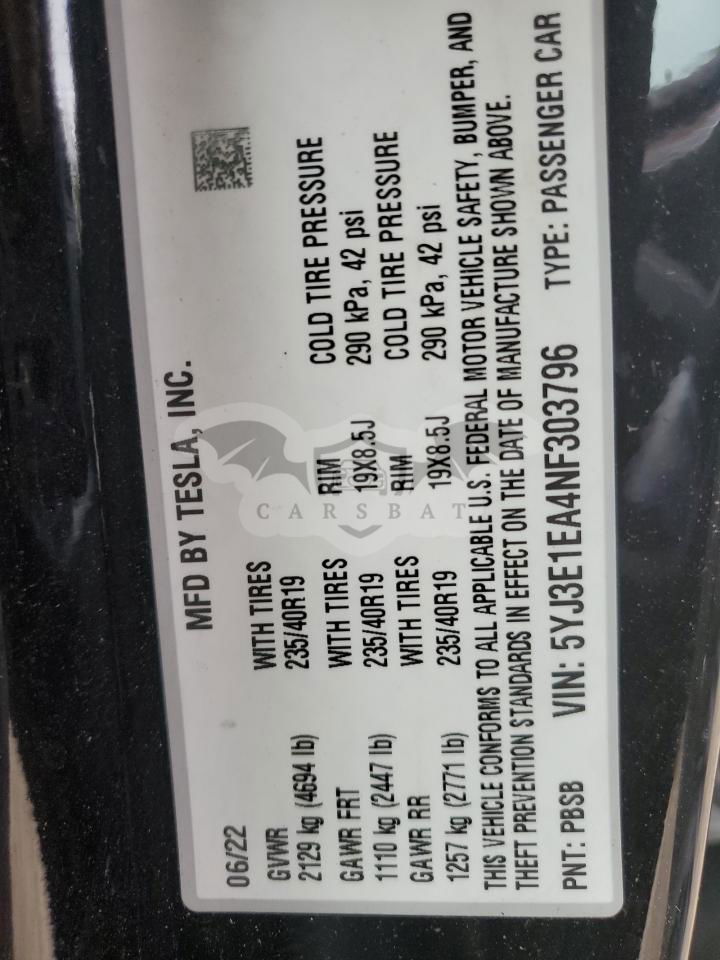 MFD BY TESLA, INC.
06/22
GVWR WITH TIRES
2129 kg (4694 lb) 235/40R19
GAWR FRT WITH TIRES RIM COLD TIRE PRESSURE
1110 kg (2447 lb) 235/40R19 19X8.5J 290 kPa, 42 psi
GAWR RR WITH TIRES RIM COLD TIRE PRESSURE
1257 kg (2771 lb) 235/40R19 19X8.5J 290 kPa, 42 psi
THIS VEHICLE CONFORMS TO ALL APPLICABLE U.S. FEDERAL MOTOR VEHICLE SAFETY, BUMPER, AND
THEFT PREVENTION STANDARDS IN EFFECT ON THE DATE OF MANUFACTURE SHOWN ABOVE.
PNT: PBSB VIN: 5YJ3E1EA4NF303796 TYPE: PASSENGER CAR
CARSBAT